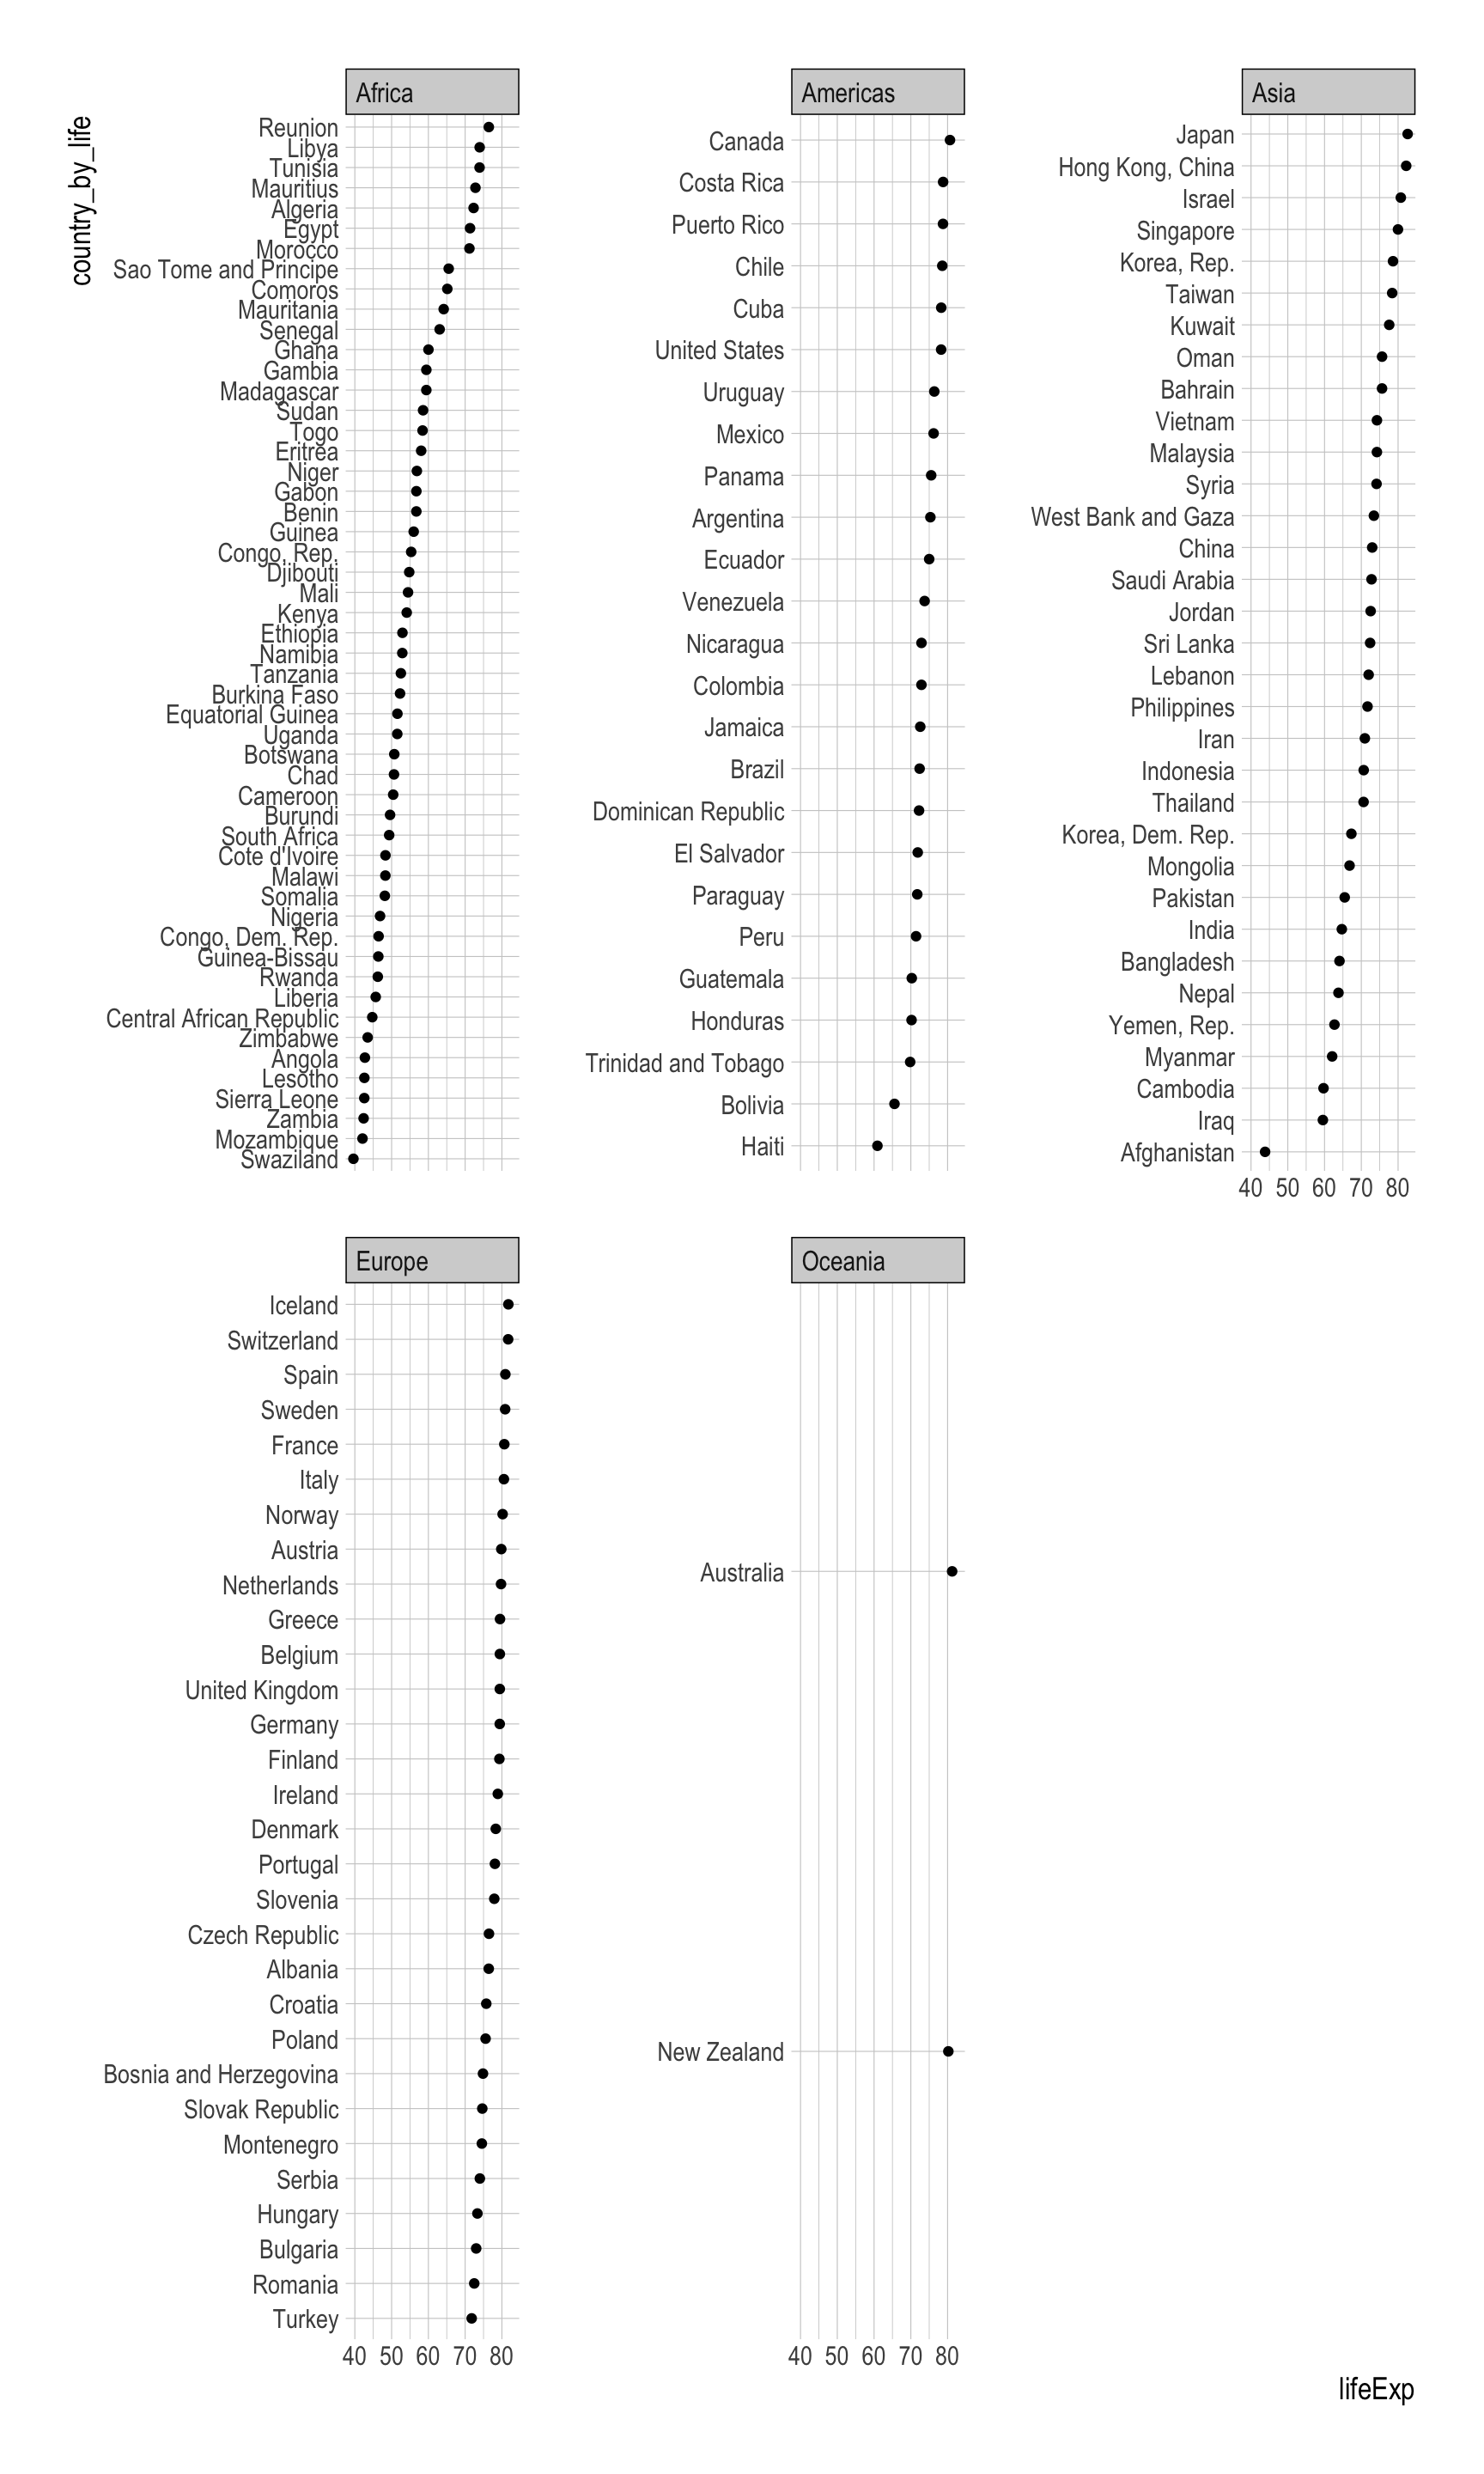 country_by_life
Africa
Reunion
Libya
Tunisia
Mauritius
Algeria
Egypt
Morocco
Sao Tome and Principe
Comoros
Mauritania
Senegal
Ghana
Gambia
Madagascar
Sudan
Togo
Eritrea
Niger
Gabon
Benin
Guinea
Congo, Rep.
Djibouti
Mali
Kenya
Ethiopia
Namibia
Tanzania
Burkina Faso
Equatorial Guinea
Uganda
Botswana
Chad
Cameroon
Burundi
South Africa
Cote d'Ivoire
Malawi
Somalia
Nigeria
Congo, Dem. Rep.
Guinea-Bissau
Rwanda
Liberia
Central African Republic
Zimbabwe
Angola
Lesotho
Sierra Leone
Zambia
Mozambique
Swaziland
Americas
Canada
Costa Rica
Puerto Rico
Chile
Cuba
United States
Uruguay
Mexico
Panama
Argentina
Ecuador
Venezuela
Nicaragua
Colombia
Jamaica
Brazil
Dominican Republic
El Salvador
Paraguay
Peru
Guatemala
Honduras
Trinidad and Tobago
Bolivia
Haiti
Asia
Japan
Hong Kong, China
Israel
Singapore
Korea, Rep.
Taiwan
Kuwait
Oman
Bahrain
Vietnam
Malaysia
Syria
West Bank and Gaza
China
Saudi Arabia
Jordan
Sri Lanka
Lebanon
Philippines
Iran
Indonesia
Thailand
Korea, Dem. Rep.
Mongolia
Pakistan
India
Bangladesh
Nepal
Yemen, Rep.
Myanmar
Cambodia
Iraq
Afghanistan
40 50 60 70 80
Europe
Iceland
Switzerland
Spain
Sweden
France
Italy
Norway
Austria
Netherlands
Greece
Belgium
United Kingdom
Germany
Finland
Ireland
Denmark
Portugal
Slovenia
Czech Republic
Albania
Croatia
Poland
Bosnia and Herzegovina
Slovak Republic
Montenegro
Serbia
Hungary
Bulgaria
Romania
Turkey
40 50 60 70 80
Oceania
Australia
New Zealand
40 50 60 70 80
lifeExp